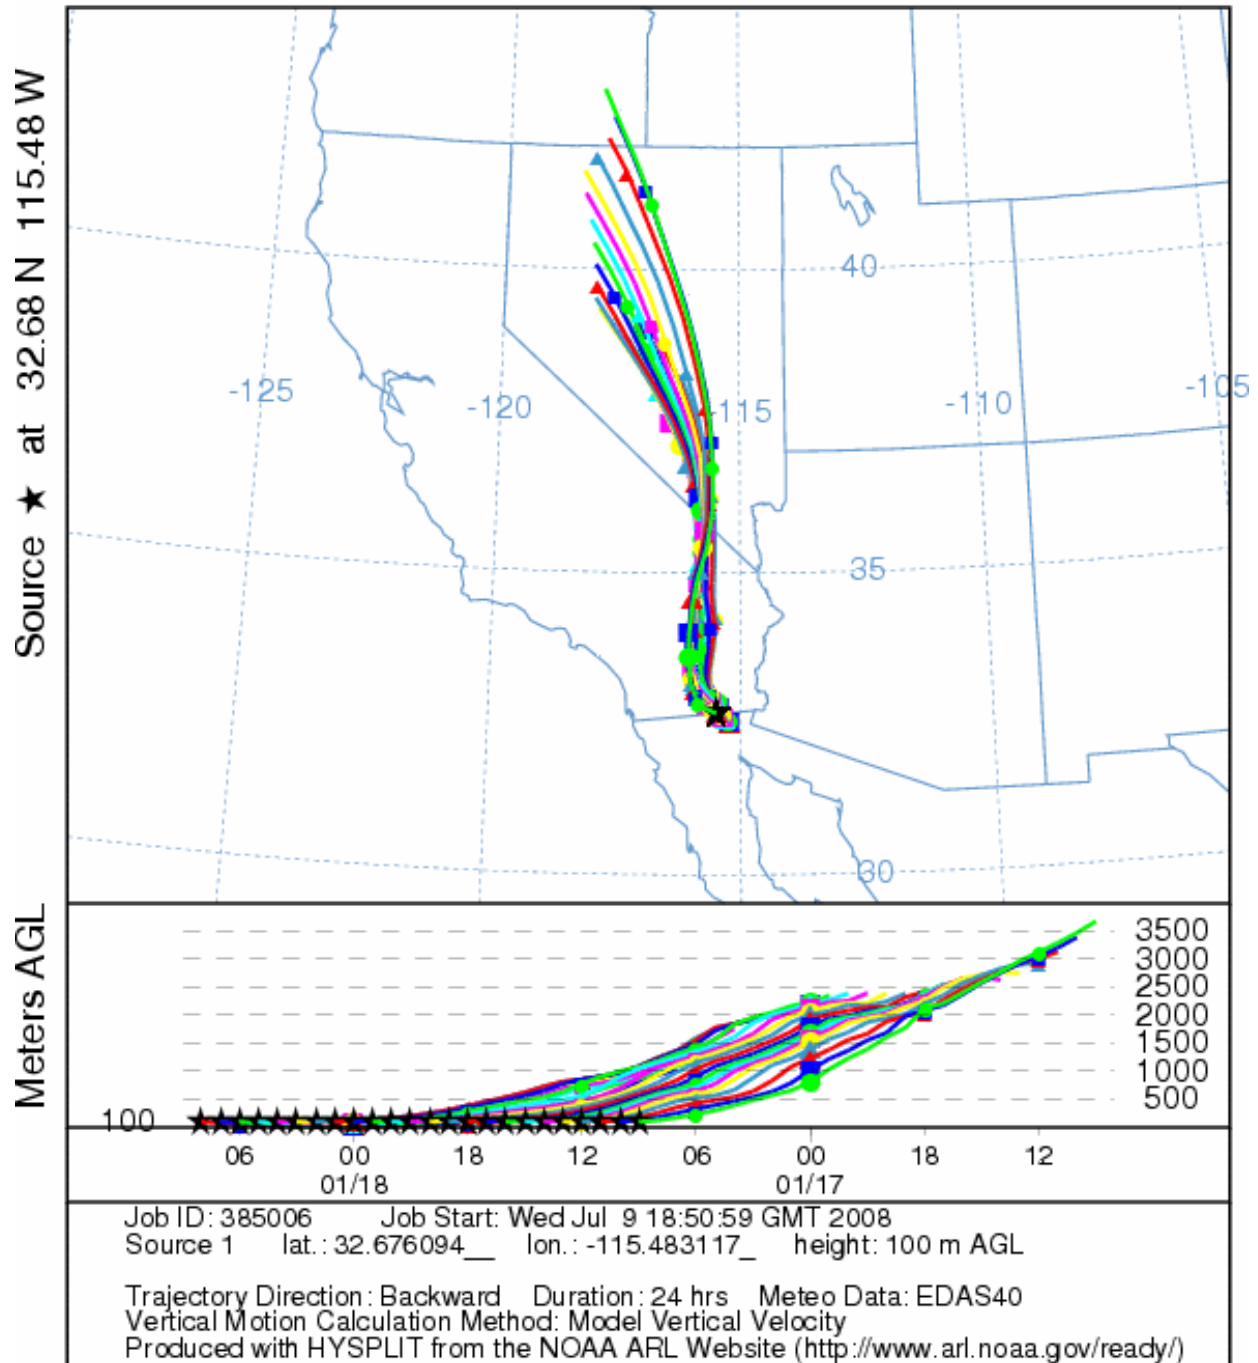 Source ★ at 32.68 N 115.48 W
40
-125
-120
-115
-110
-105
35
30
Meters AGL
3500
3000
2500
2000
1500
1000
500
100
06 00 18 12 06 00 18 12
01/18 01/17
Job ID: 385006 Job Start: Wed Jul 9 18:50:59 GMT 2008
Source 1 lat.: 32.676094__ lon.: -115.483117_ height: 100 m AGL
Trajectory Direction: Backward Duration: 24 hrs Meteo Data: EDAS40
Vertical Motion Calculation Method: Model Vertical Velocity
Produced with HYSPLIT from the NOAA ARL Website (http://www.arl.noaa.gov/ready/)